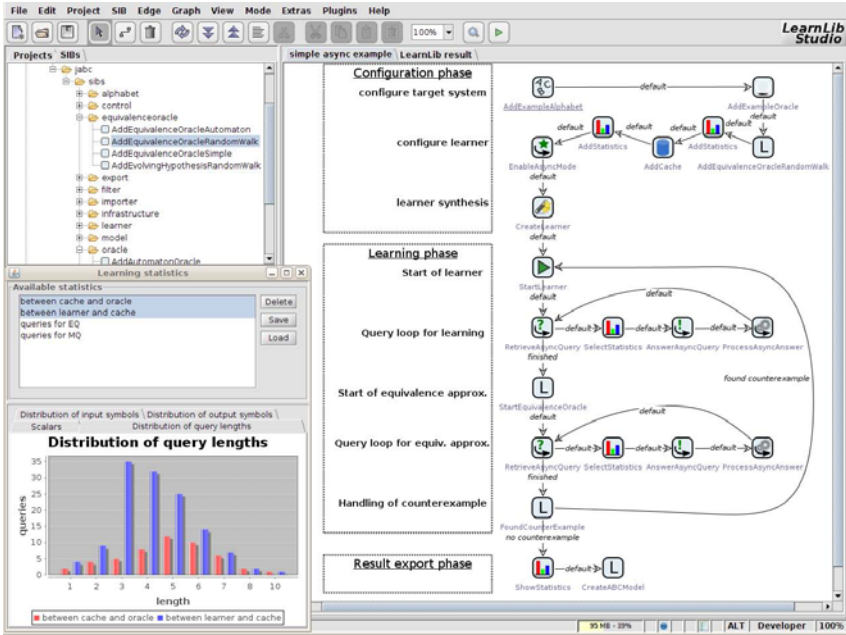 File Edit Project SIB Edge Graph View Mode Extras Plugins Help
100%
LearnLib
Studio
Projects SIBs
simple async example LearnLib result
jabc
sibs
alphabet
control
equivalenceoracle
AddEquivalenceOracleAutomaton
AddEquivalenceOracleRandomWalk
AddEquivalenceOracleSimple
AddEvolvingHypothesisRandomWalk
export
filter
importer
infrastructure
learner
model
oracle
AddAutomatonOracle
Learning statistics
Available statistics
between cache and oracle
between learner and cache
queries for EQ
queries for MQ
Delete
Save
Load
Distribution of input symbols Distribution of output symbols
Scalars Distribution of query lengths
Distribution of query lengths
queries
35
30
25
20
15
10
5
0
1 2 3 4 5 6 7 8 10
length
between cache and oracle between learner and cache
Configuration phase
configure target system
configure learner
learner synthesis
Learning phase
Start of learner
Query loop for learning
Start of equivalence approx.
Query loop for equiv. approx.
Handling of counterexample
Result export phase
ABC
default
AddExampleAlphabet
AddExampleOracle
default
default
default
default
default
L
EnableAsyncMode
AddStatistics
AddCache
AddStatistics
AddEquivalenceOracleRandomWalk
default
CreateLearner
default
StartLearner
default
default
?
default
default
!
default
RetrieveAsyncQuery SelectStatistics AnswerAsyncQuery ProcessAsyncAnswer
finished
found counterexample
L
StartEquivalenceOracle
default
default
?
default
default
!
default
RetrieveAsyncQuery SelectStatistics AnswerAsyncQuery ProcessAsyncAnswer
finished
L
FoundCounterExample
no counterexample
default
L
ShowStatistics CreateABCModel
95 MB - 39% ALT Developer 100%